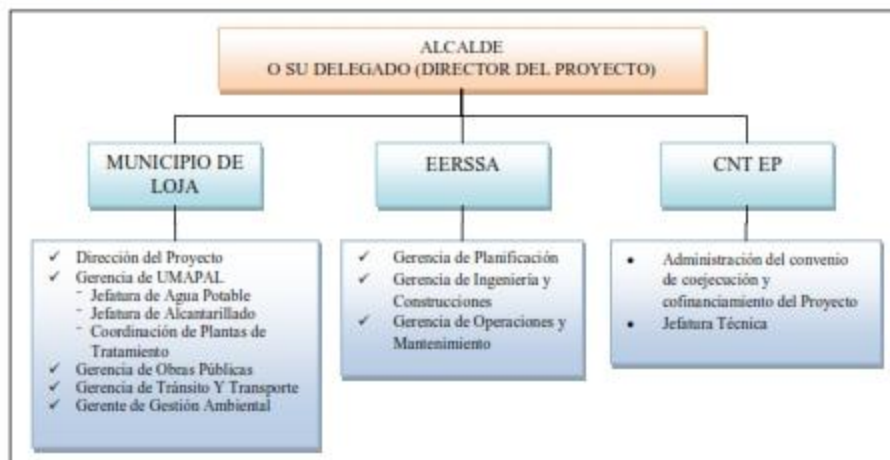 ALCALDE
O SU DELEGADO (DIRECTOR DEL PROYECTO)
MUNICIPIO DE
LOJA
EERSSA
CNT EP
✓ Dirección del Proyecto
✓ Gerencia de UMAPAL
- Jefatura de Agua Potable
- Jefatura de Alcantarillado
- Coordinación de Plantas de
Tratamiento
✓ Gerencia de Obras Públicas
✓ Gerencia de Tránsito Y Transporte
✓ Gerente de Gestión Ambiental
✓ Gerencia de Planificación
✓ Gerencia de Ingeniería y
Construcciones
✓ Gerencia de Operaciones y
Mantenimiento
• Administración del convenio
de coejecución y
cofinanciamiento del Proyecto
• Jefatura Técnica